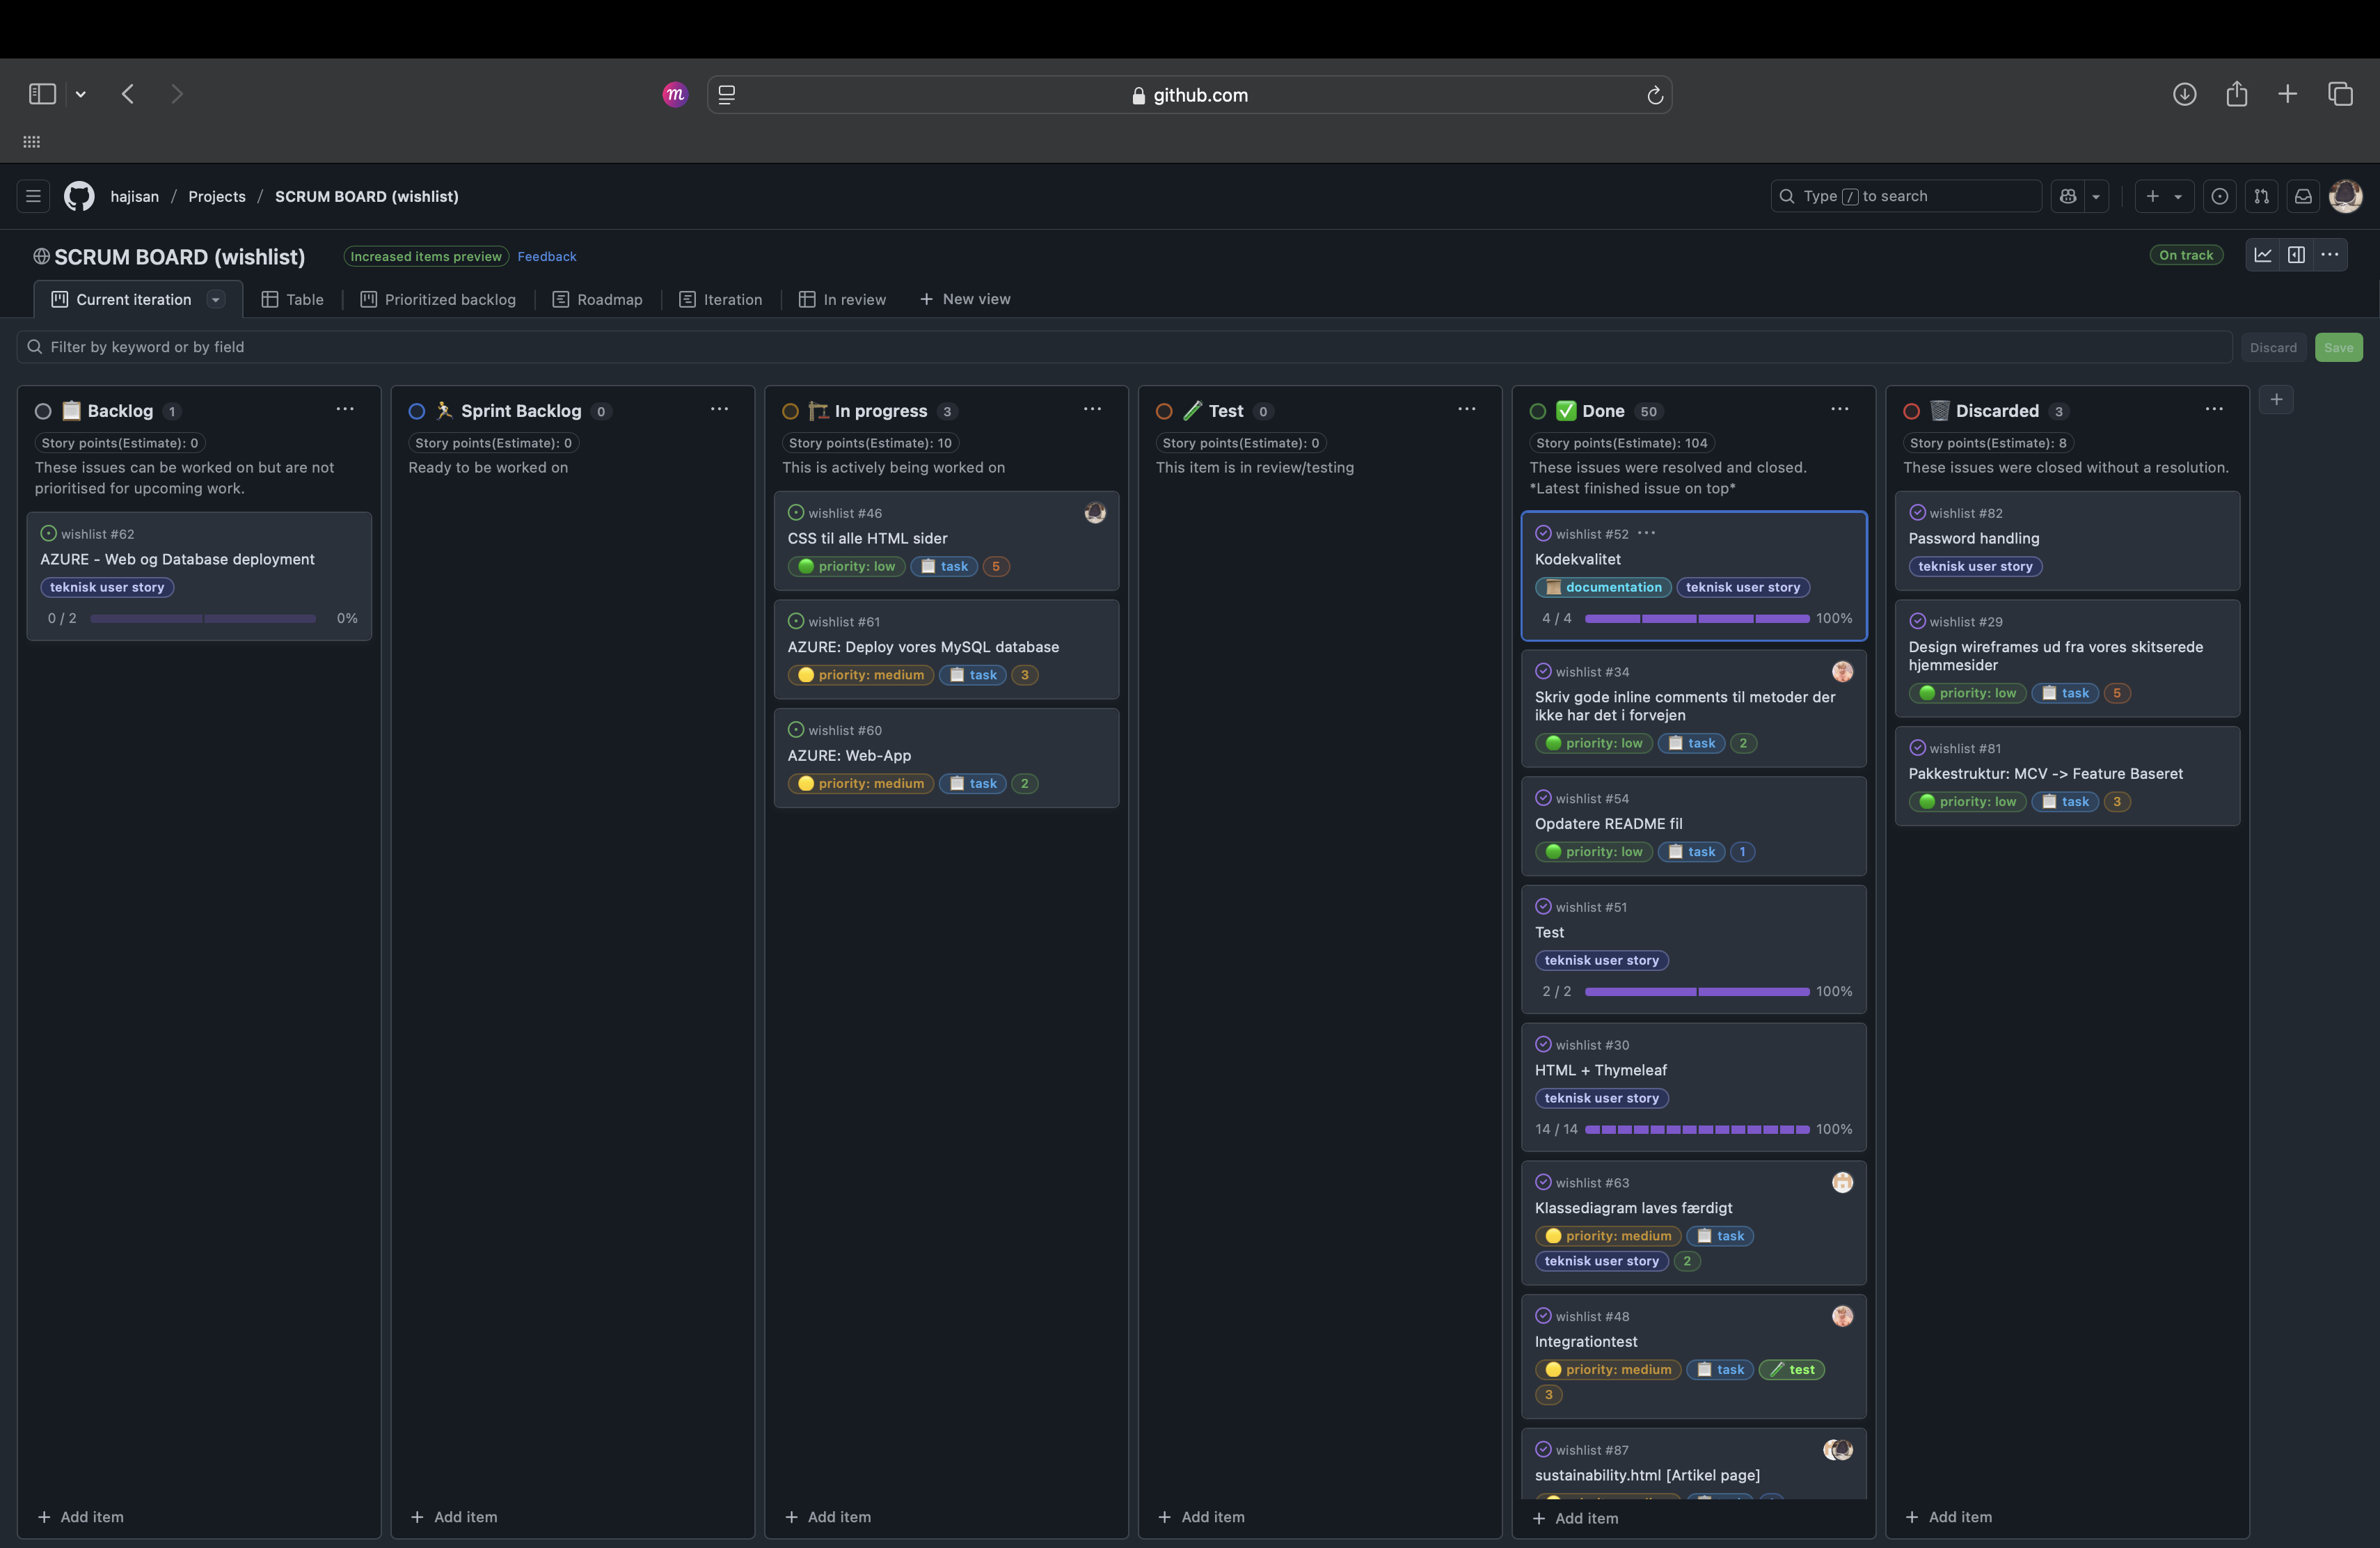 m
github.com
hajisan / Projects / SCRUM BOARD (wishlist)
Type / to search
SCRUM BOARD (wishlist)
Increased items preview
Feedback
On track
Current iteration
Table
Prioritized backlog
Roadmap
Iteration
In review
+ New view
Filter by keyword or by field
Discard
Save
Backlog 1
Story points(Estimate): 0
These issues can be worked on but are not
prioritised for upcoming work.
wishlist #62
AZURE - Web og Database deployment
teknisk user story
0 / 2
0%
+ Add item
Sprint Backlog 0
Story points(Estimate): 0
Ready to be worked on
+ Add item
In progress 3
Story points(Estimate): 10
This is actively being worked on
wishlist #46
CSS til alle HTML sider
priority: low task 5
wishlist #61
AZURE: Deploy vores MySQL database
priority: medium task 3
wishlist #60
AZURE: Web-App
priority: medium task 2
+ Add item
Test 0
Story points(Estimate): 0
This item is in review/testing
+ Add item
Done 50
Story points(Estimate): 104
These issues were resolved and closed.
*Latest finished issue on top*
wishlist #52
Kodekvalitet
documentation teknisk user story
4 / 4
100%
wishlist #34
Skriv gode inline comments til metoder der
ikke har det i forvejen
priority: low task 2
wishlist #54
Opdatere README fil
priority: low task 1
wishlist #51
Test
teknisk user story
2 / 2
100%
wishlist #30
HTML + Thymeleaf
teknisk user story
14 / 14
100%
wishlist #63
Klassediagram laves færdigt
priority: medium task
teknisk user story 2
wishlist #48
Integrationtest
priority: medium task test
3
wishlist #87
sustainability.html [Artikel page]
+ Add item
Discarded 3
Story points(Estimate): 8
These issues were closed without a resolution.
wishlist #82
Password handling
teknisk user story
wishlist #29
Design wireframes ud fra vores skitserede
hjemmesider
priority: low task 5
wishlist #81
Pakkestruktur: MCV -> Feature Baseret
priority: low task 3
+ Add item